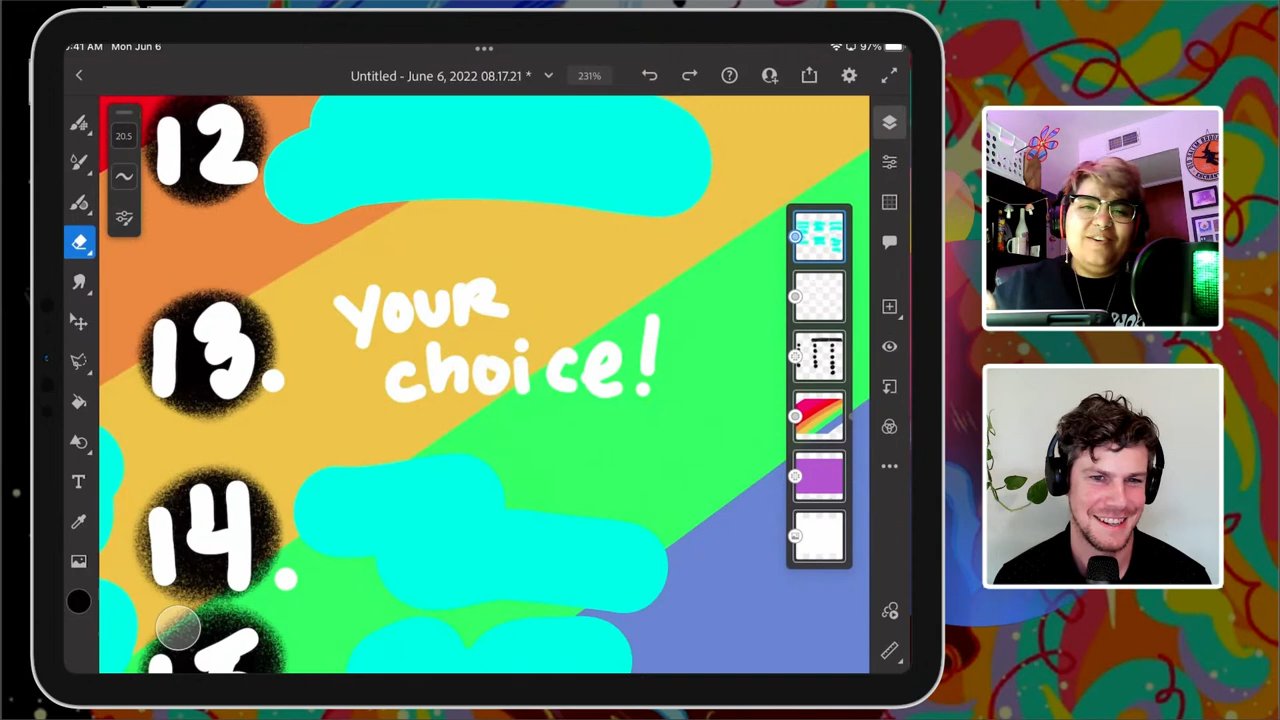 :41 AM Mon Jun 6
97%
Untitled - June 6, 2022 08.17.21 *
231%
20.5
12
13.
your
choice!
14.
T